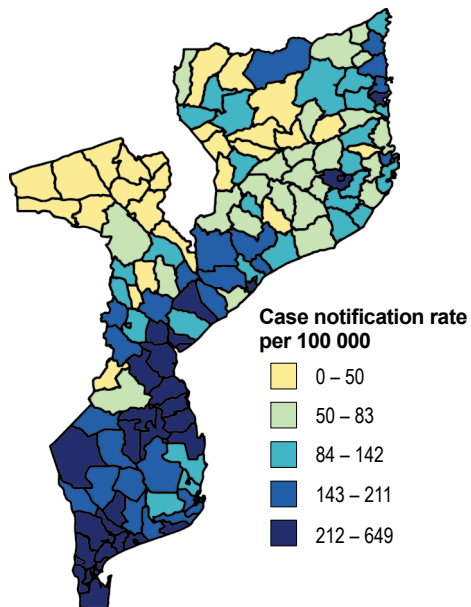 Case notification rate
per 100 000
0 – 50
50 – 83
84 – 142
143 – 211
212 – 649